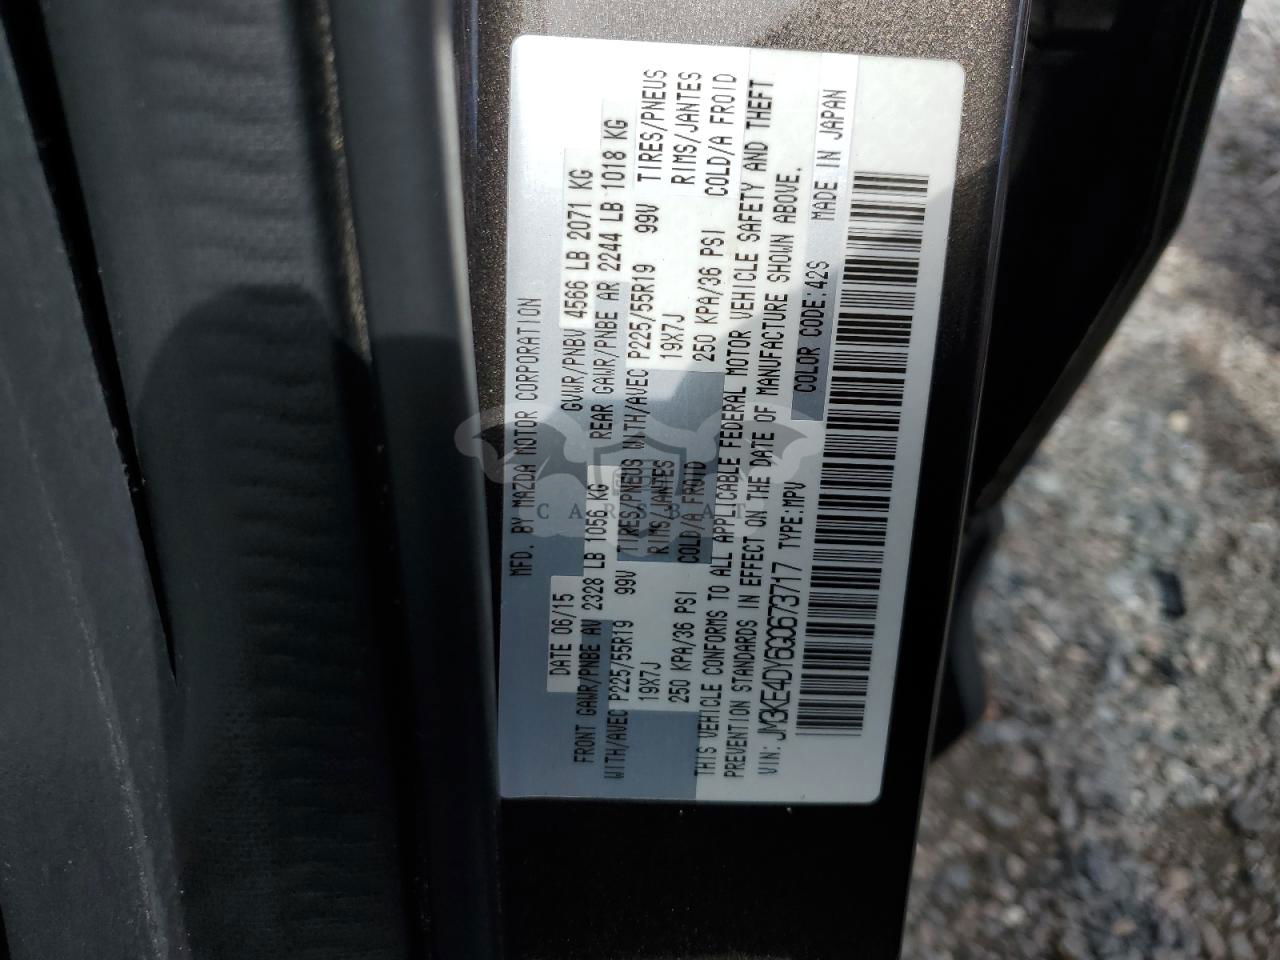 MFD. BY MAZDA MOTOR CORPORATION
DATE 06/15 GVWR/PNBV 4566 LB 2071 KG
FRONT GAWR/PNBE AV 2328 LB 1056 KG REAR GAWR/PNBE AR 2244 LB 1018 KG
WITH/AVEC P225/55R19 99V TIRES/PNEUS WITH/AVEC P225/55R19 99V TIRES/PNEUS
19X7J RIMS/JANTES 19X7J RIMS/JANTES
250 KPA/36 PSI COLD/A FROID 250 KPA/36 PSI COLD/A FROID
THIS VEHICLE CONFORMS TO ALL APPLICABLE FEDERAL MOTOR VEHICLE SAFETY AND THEFT
PREVENTION STANDARDS IN EFFECT ON THE DATE OF MANUFACTURE SHOWN ABOVE.
VIN: JM3KE4DY6G0673717 TYPE:MPV COLOR CODE:42S MADE IN JAPAN
CARSBAT